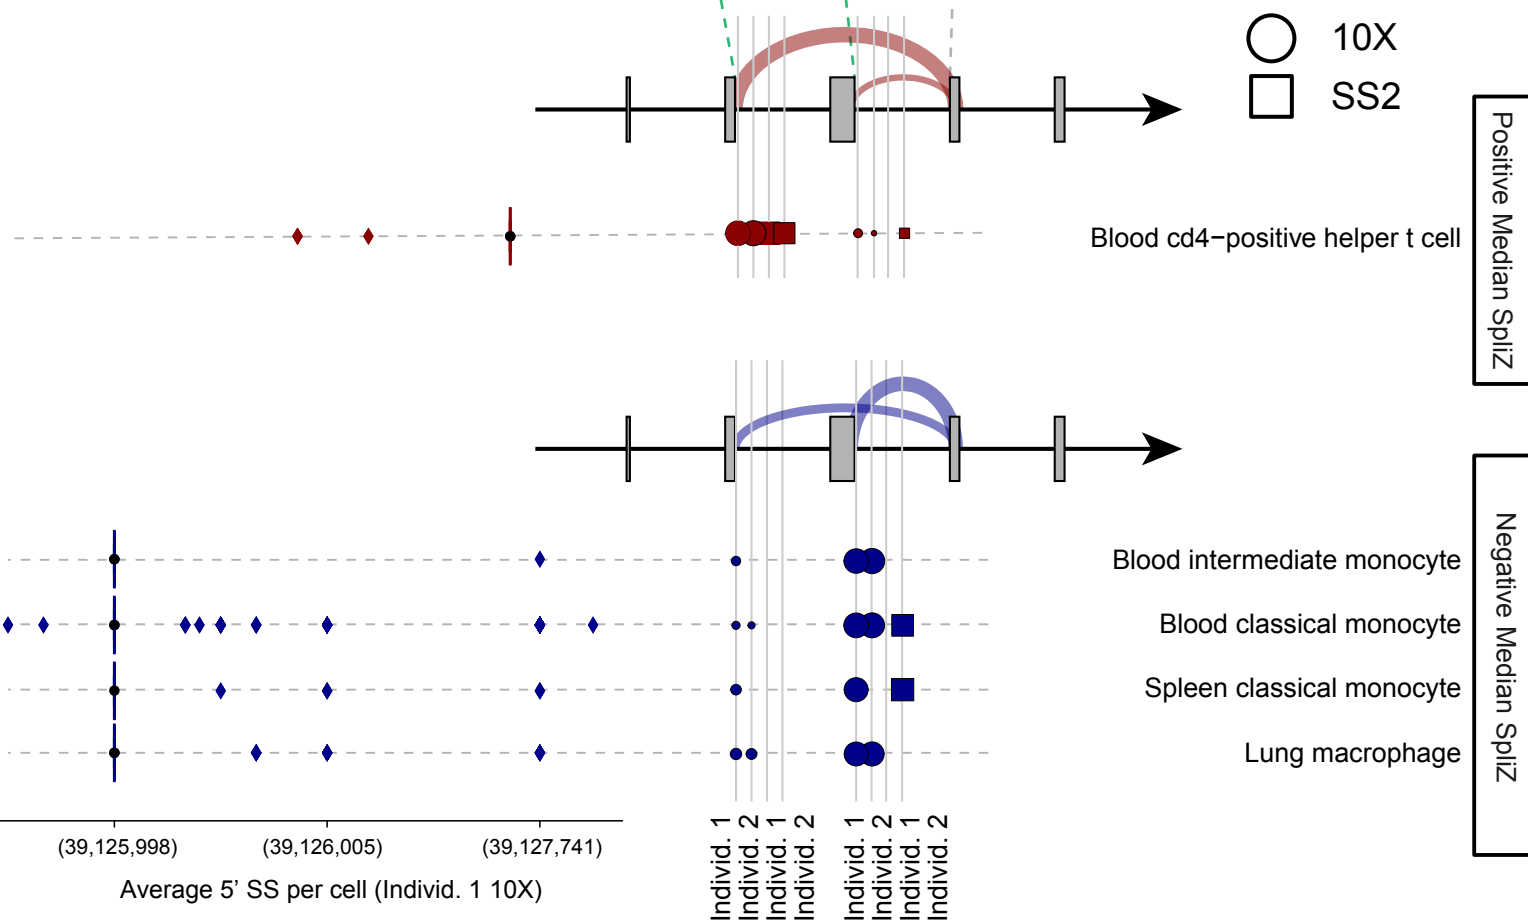 10X
SS2
Positive Median SpliZ
Blood cd4−positive helper t cell
Negative Median SpliZ
Blood intermediate monocyte
Blood classical monocyte
Spleen classical monocyte
Lung macrophage
(39,125,998)
(39,126,005)
(39,127,741)
Average 5’ SS per cell (Individ. 1 10X)
Individ. 1
Individ. 2
Individ. 1
Individ. 2
Individ. 1
Individ. 2
Individ. 1
Individ. 2